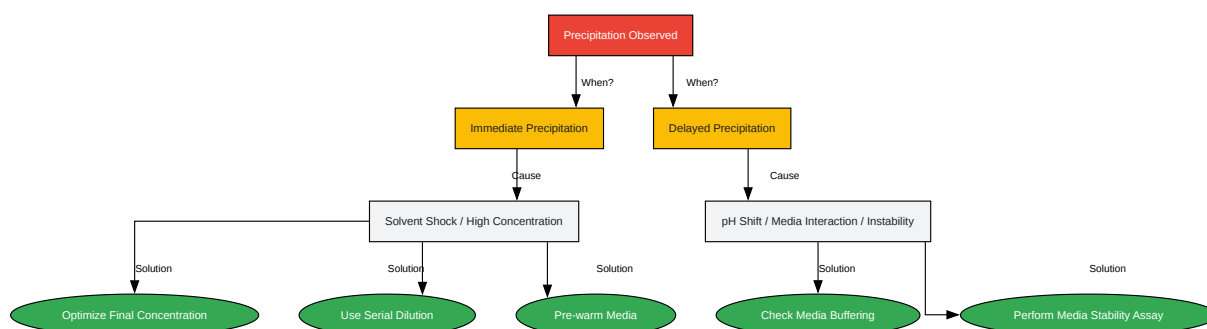 Precipitation Observed
When? When?
Immediate Precipitation Delayed Precipitation
Cause Cause
Solvent Shock / High Concentration pH Shift / Media Interaction / Instability
Solution Solution Solution Solution Solution
Optimize Final Concentration Use Serial Dilution Pre-warm Media Check Media Buffering Perform Media Stability Assay